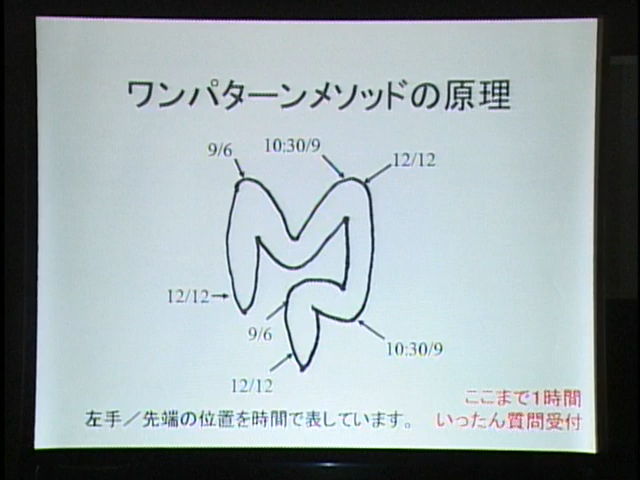 ワンパターンメソッドの原理
9/6
10:30/9
12/12
12/12
9/6
10:30/9
12/12
左手／先端の位置を時間で表しています。
ここまで1時間
いったん質問受付